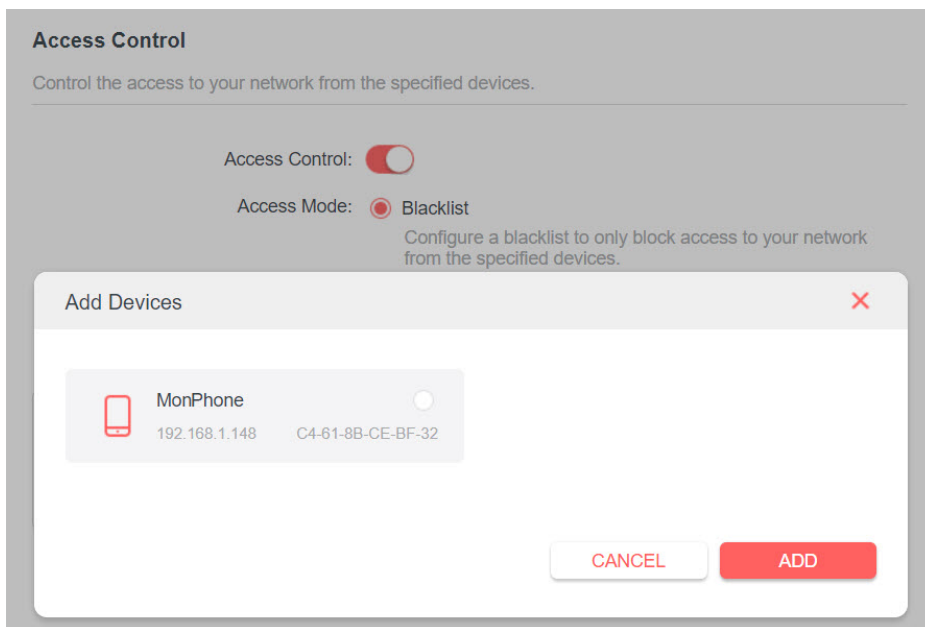 Access Control
Control the access to your network from the specified devices.
Access Control:
Access Mode: Blacklist
Configure a blacklist to only block access to your network
from the specified devices.
Add Devices
MonPhone
192.168.1.148 C4-61-8B-CE-BF-32
CANCEL ADD